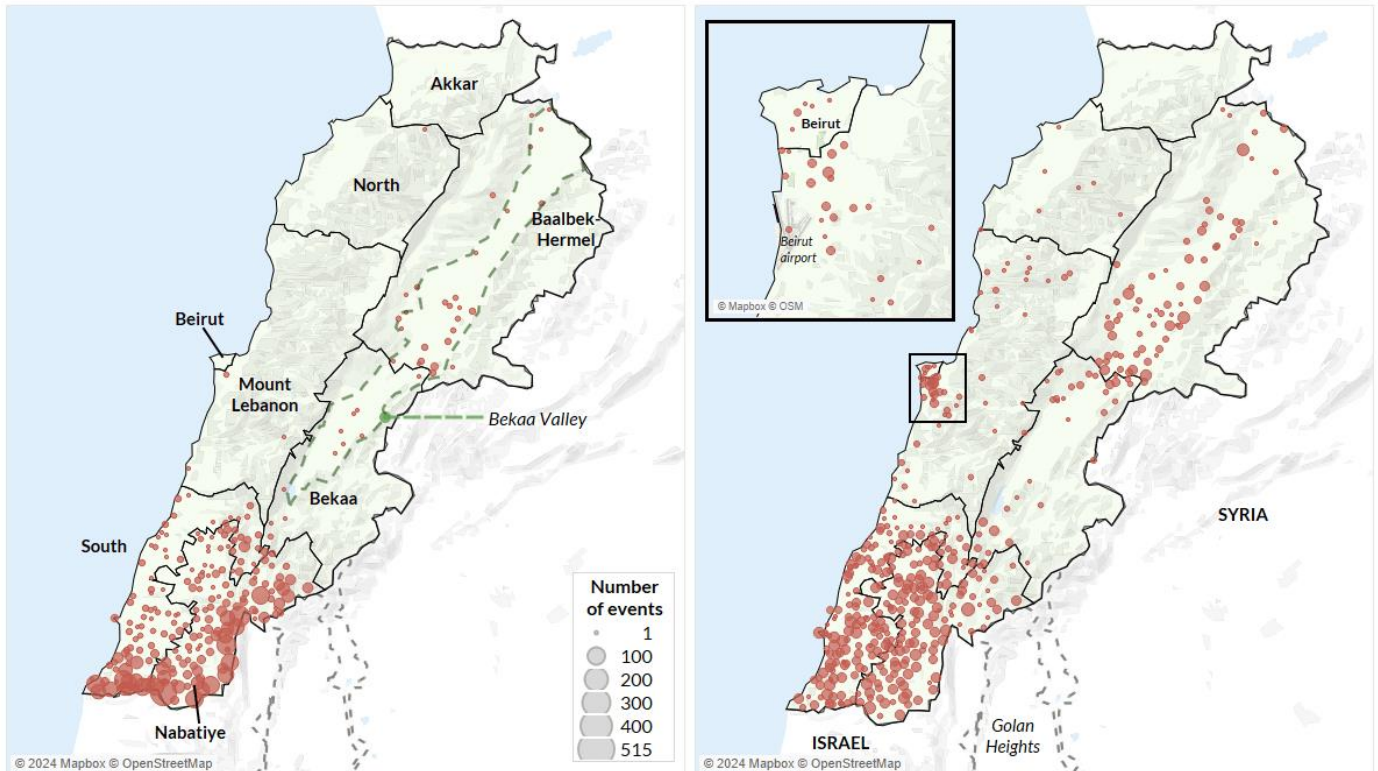 Akkar
North
Baalbek-
Hermel
Beirut
Mount
Lebanon
Bekaa Valley
Bekaa
South
Nabatiye
Number
of events
1
100
200
300
400
515
© 2024 Mapbox © OpenStreetMap
Beirut
Beirut
airport
© Mapbox © OSM
SYRIA
ISRAEL
Golan
Heights
© 2024 Mapbox © OpenStreetMap